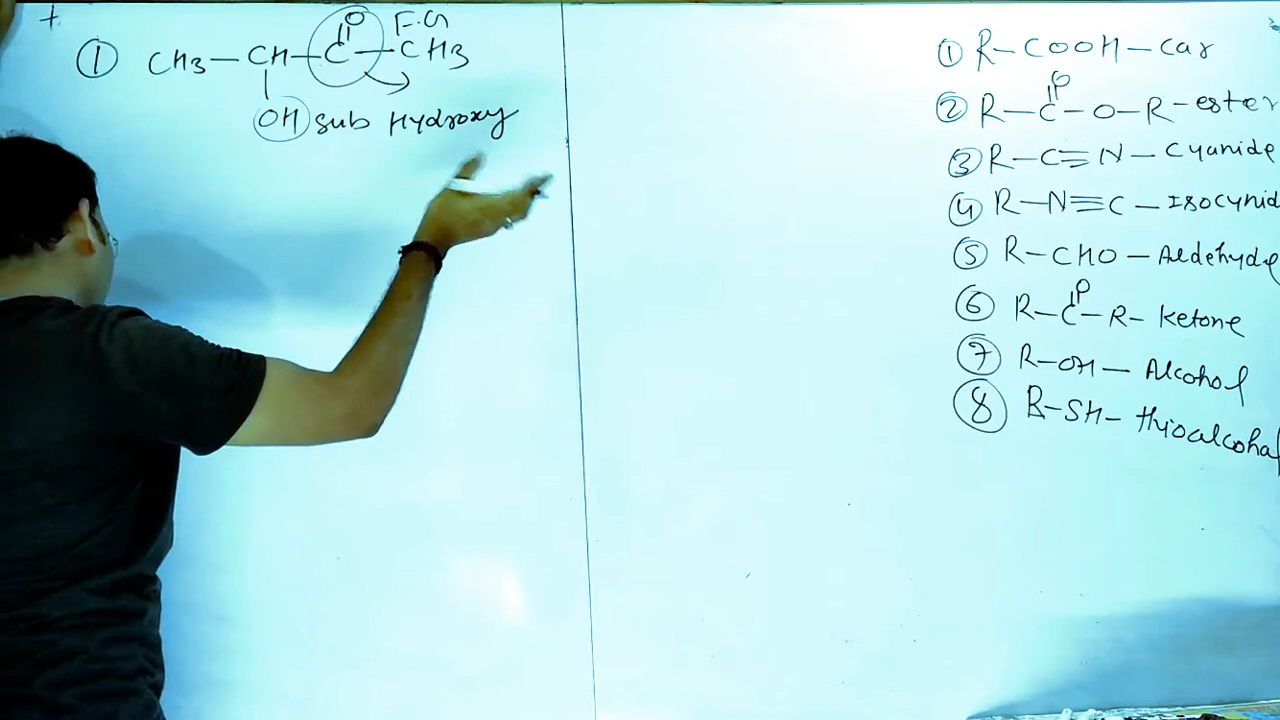 +
O F.G
① CH3-CH-C-CH3
OH sub Hydroxy
① R-COOH-Car
O
② R-C-O-R-ester
③ R-C≡N-Cyanide
④ R-N≡C-Isocynid
⑤ R-CHO-Aldehyde
O
⑥ R-C-R-ketone
⑦ R-OH-Alcohol
⑧ R-SH-thioalcohal